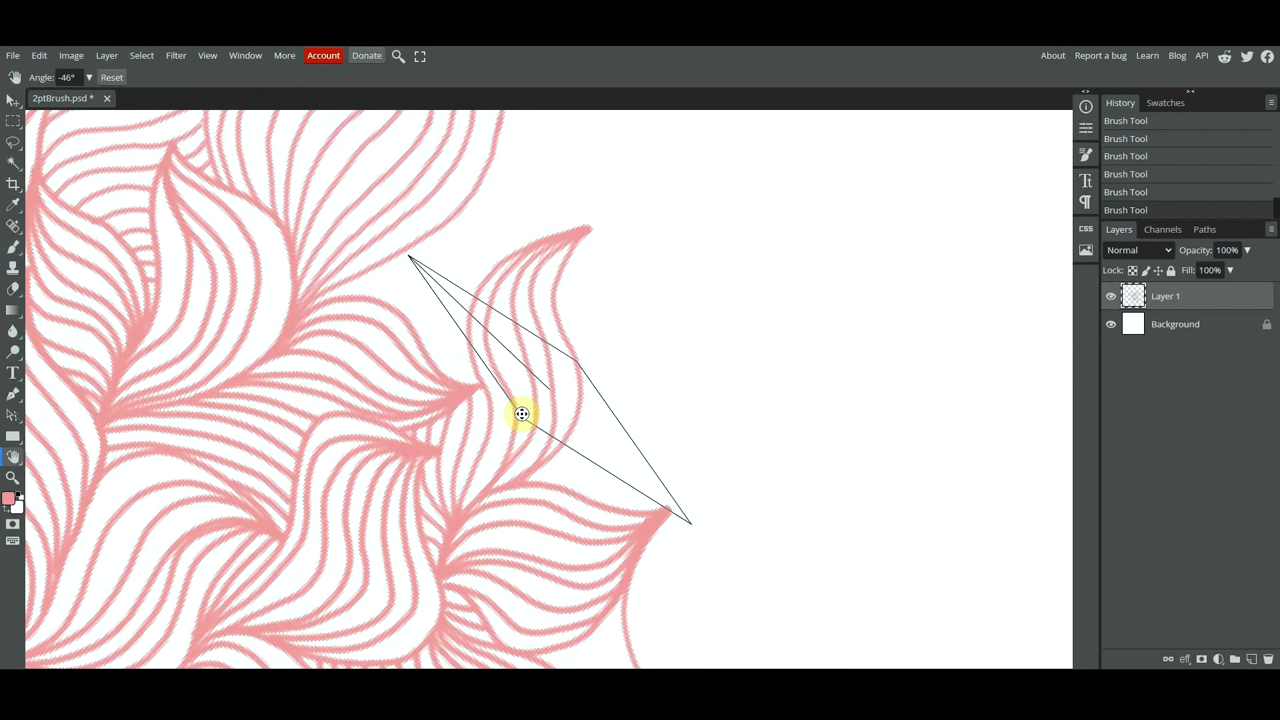 File Edit Image Layer Select Filter View Window More Account Donate About Report a bug Learn Blog API
Angle: -46° Reset
2ptBrush.psd *
History Swatches
Brush Tool
Brush Tool
Brush Tool
Brush Tool
Brush Tool
Brush Tool
Layers Channels Paths
Normal Opacity: 100%
Lock: Fill: 100%
Layer 1
Background
CSS
eff